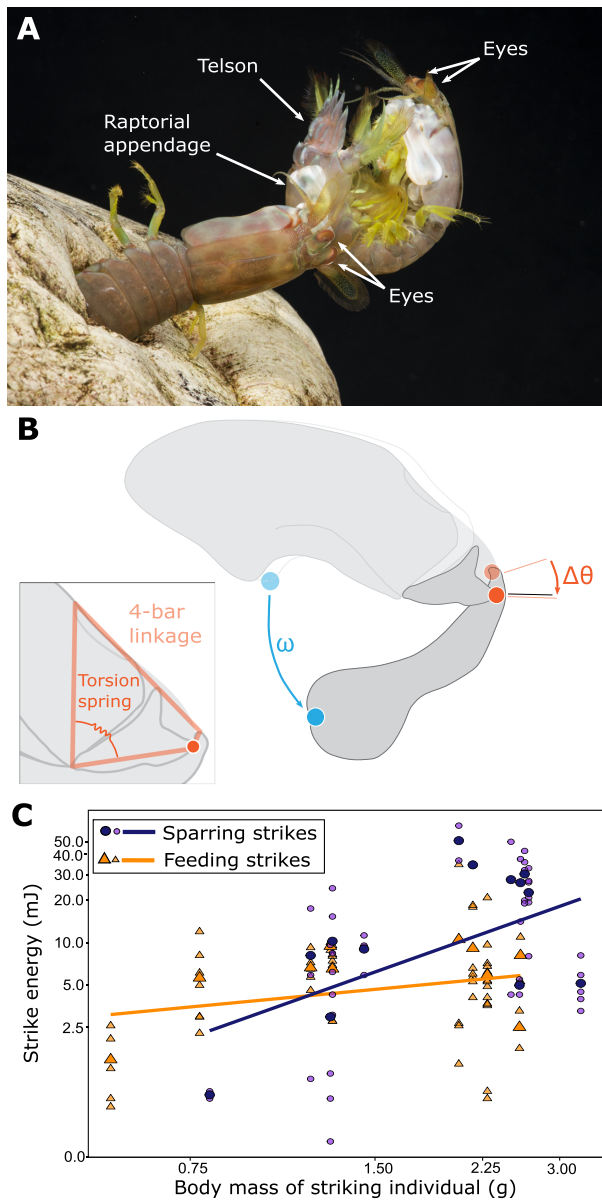 A
Eyes
Telson
Raptorial
appendage
Eyes
B
Δθ
ω
4-bar
linkage
Torsion
spring
C
Sparring strikes
Feeding strikes
Strike energy (mJ)
50.0
40.0
30.0
20.0
10.0
5.0
2.5
0.0
0.75
1.50
2.25
3.00
Body mass of striking individual (g)